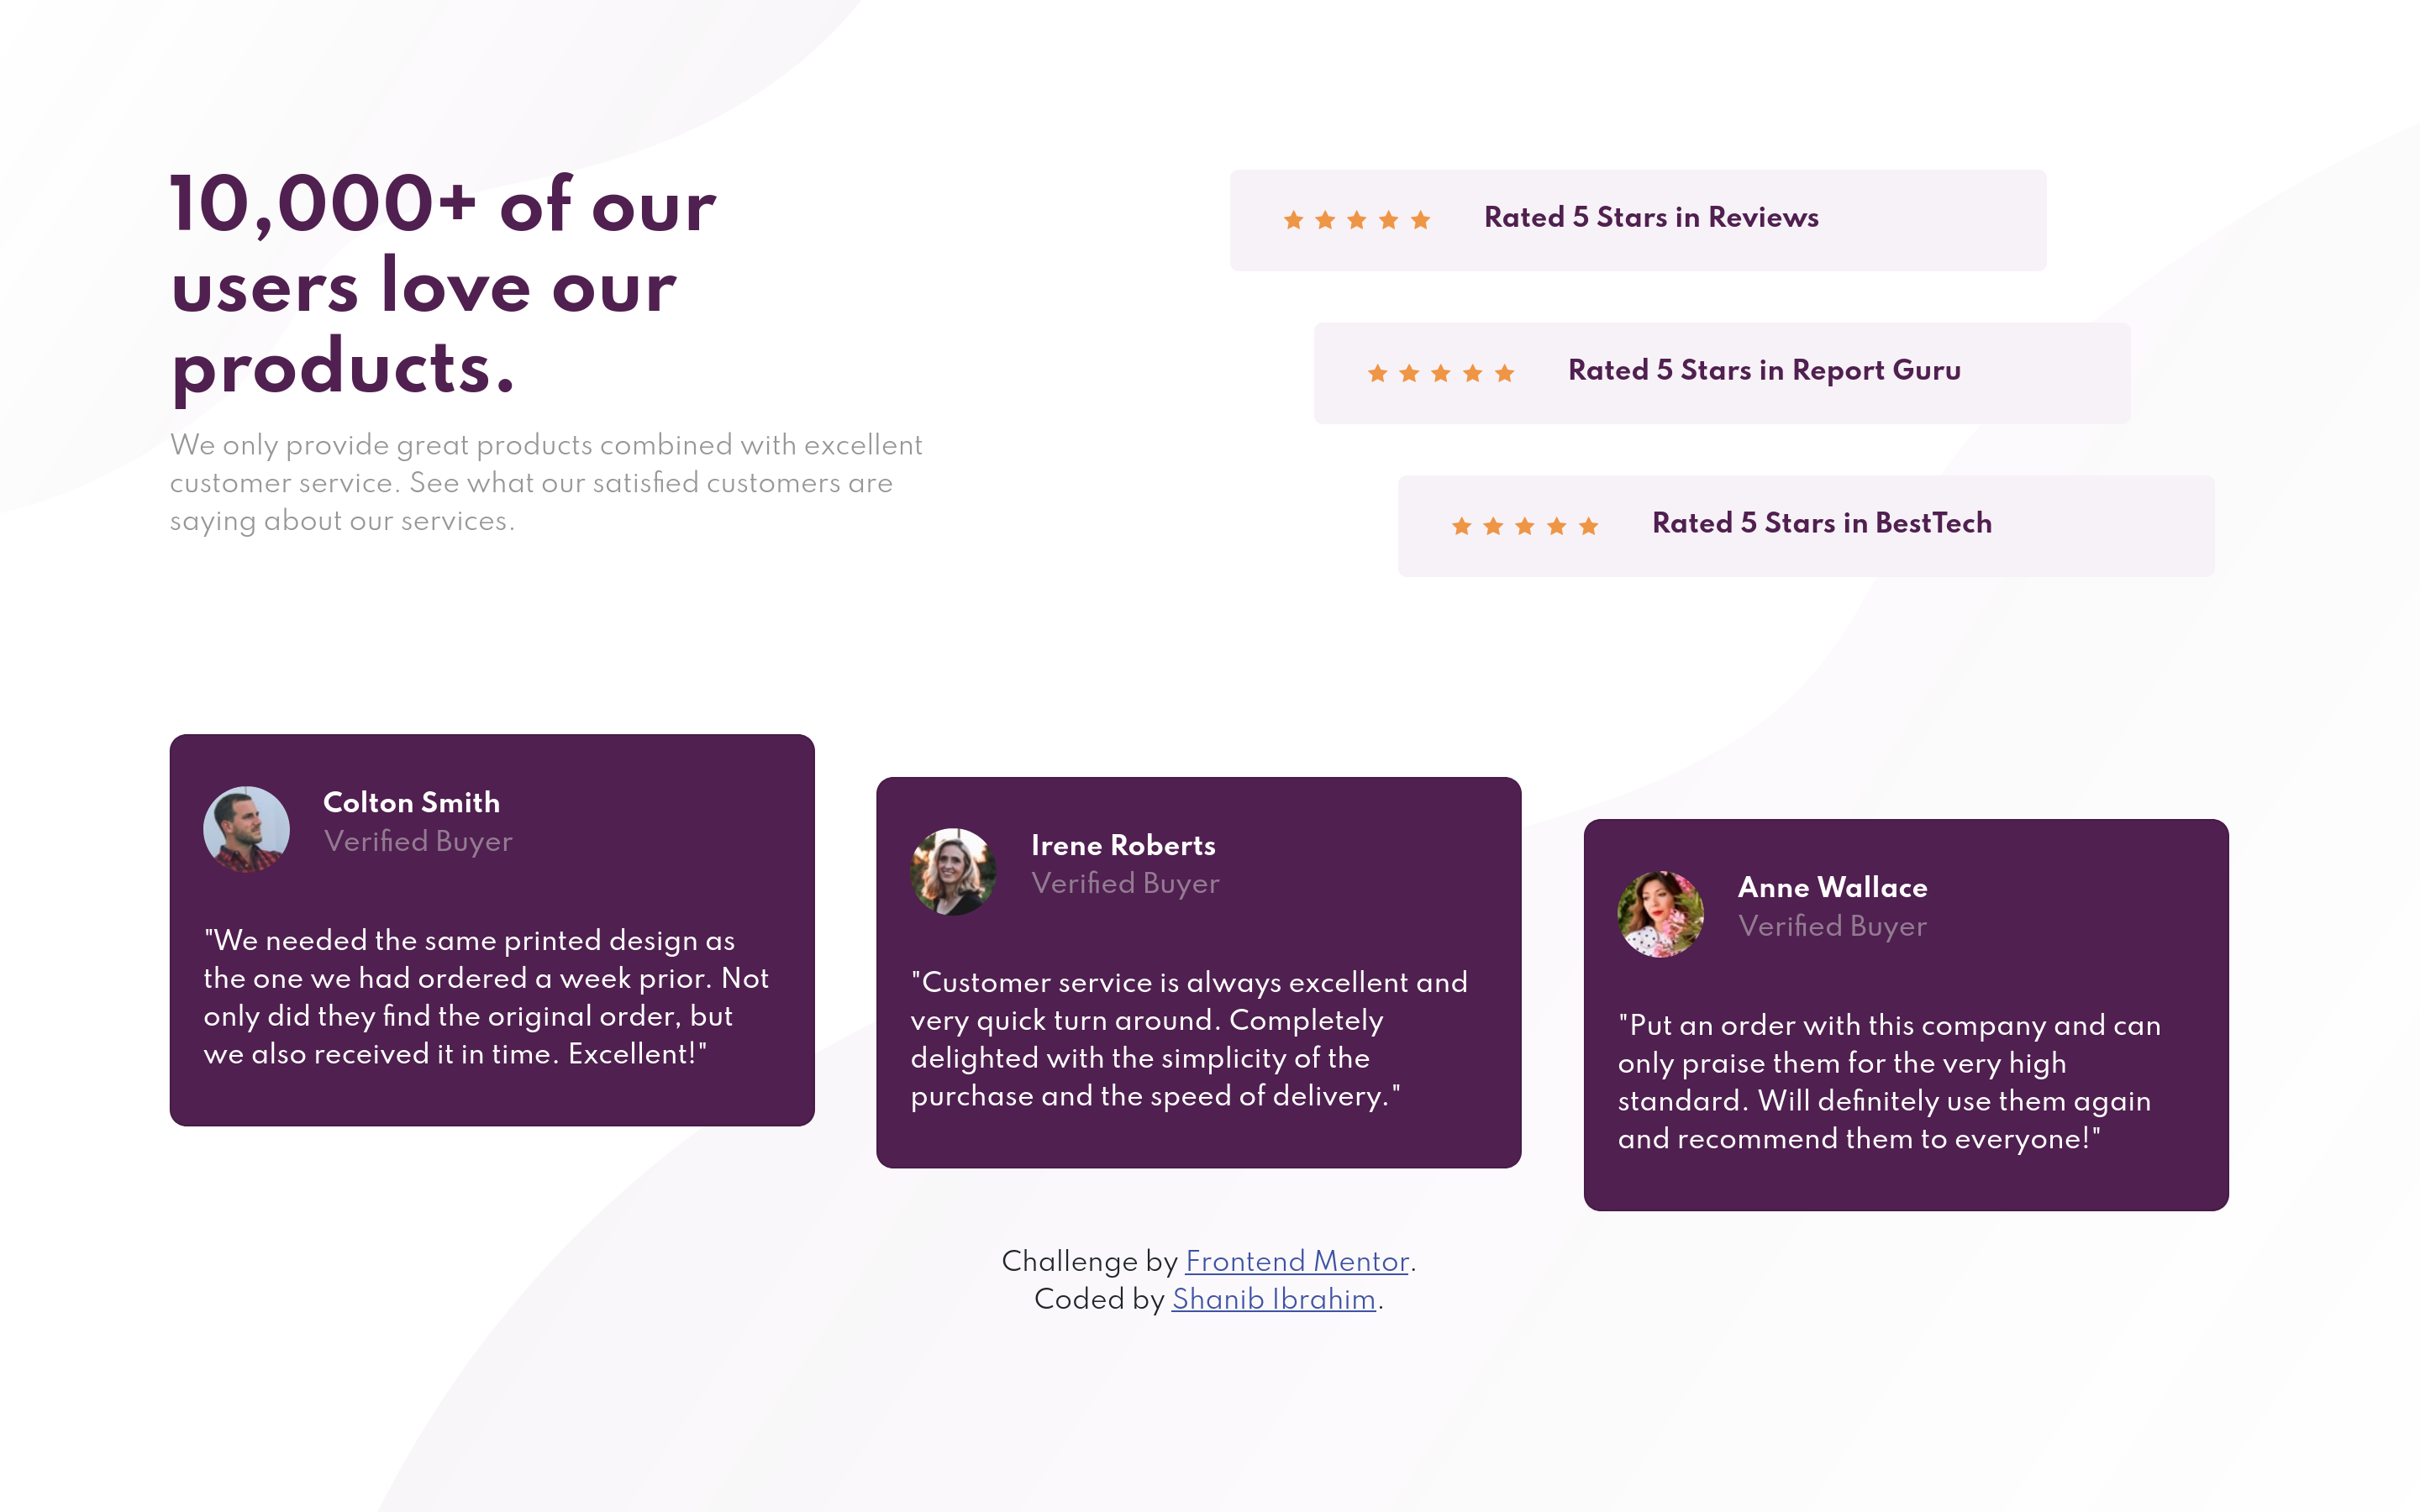 10,000+ of our
users love our
products.
We only provide great products combined with excellent
customer service. See what our satisfied customers are
saying about our services.
Rated 5 Stars in Reviews
Rated 5 Stars in Report Guru
Rated 5 Stars in BestTech
Colton Smith
Verified Buyer
"We needed the same printed design as
the one we had ordered a week prior. Not
only did they find the original order, but
we also received it in time. Excellent!"
Irene Roberts
Verified Buyer
"Customer service is always excellent and
very quick turn around. Completely
delighted with the simplicity of the
purchase and the speed of delivery."
Anne Wallace
Verified Buyer
"Put an order with this company and can
only praise them for the very high
standard. Will definitely use them again
and recommend them to everyone!"
Challenge by Frontend Mentor.
Coded by Shanib Ibrahim.